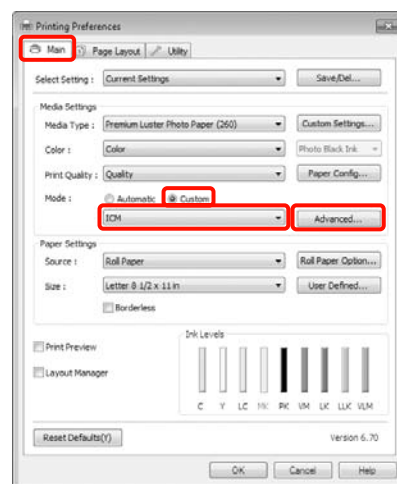 Printing Preferences
Main Page Layout Utility
Select Setting : Current Settings Save/Del...
Media Settings
Media Type : Premium Luster Photo Paper (260) Custom Settings...
Color : Color Photo Black Ink
Print Quality : Quality Paper Config...
Mode : Automatic Custom
ICM Advanced...
Paper Settings
Source : Roll Paper Roll Paper Option...
Size : Letter 8 1/2 x 11 in User Defined...
Borderless
Ink Levels
Print Preview
Layout Manager
C Y LC MK PK VM LK LLK VLM
Reset Defaults(Y) Version 6.70
OK Cancel Help